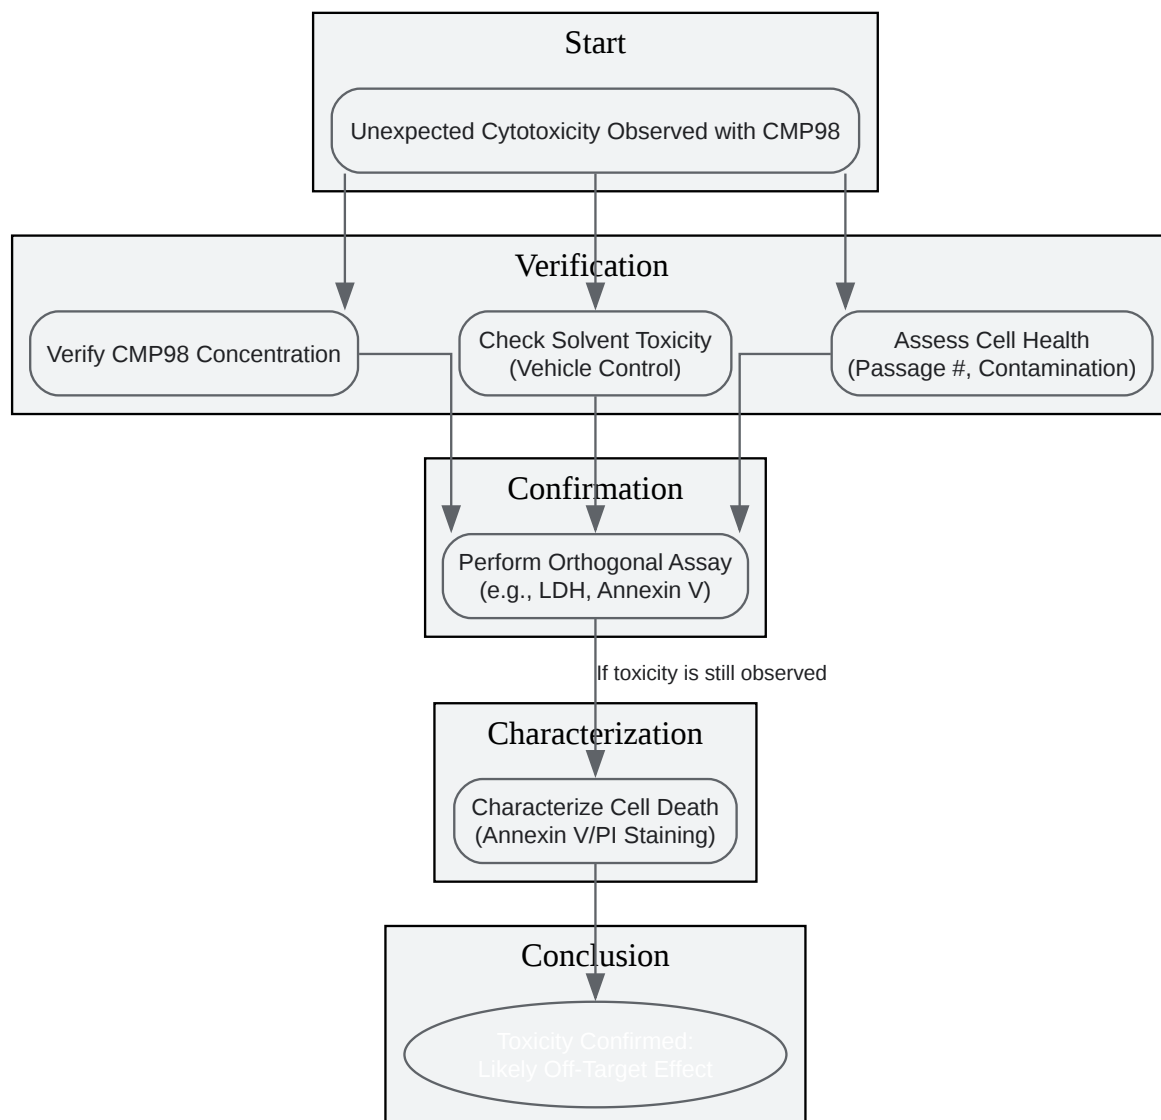 Start
Unexpected Cytotoxicity Observed with CMP98
Verification
Verify CMP98 Concentration
Check Solvent Toxicity
(Vehicle Control)
Assess Cell Health
(Passage #, Contamination)
Confirmation
Perform Orthogonal Assay
(e.g., LDH, Annexin V)
If toxicity is still observed
Characterization
Characterize Cell Death
(Annexin V/PI Staining)
Conclusion
Toxicity Confirmed:
Likely Off-Target Effect